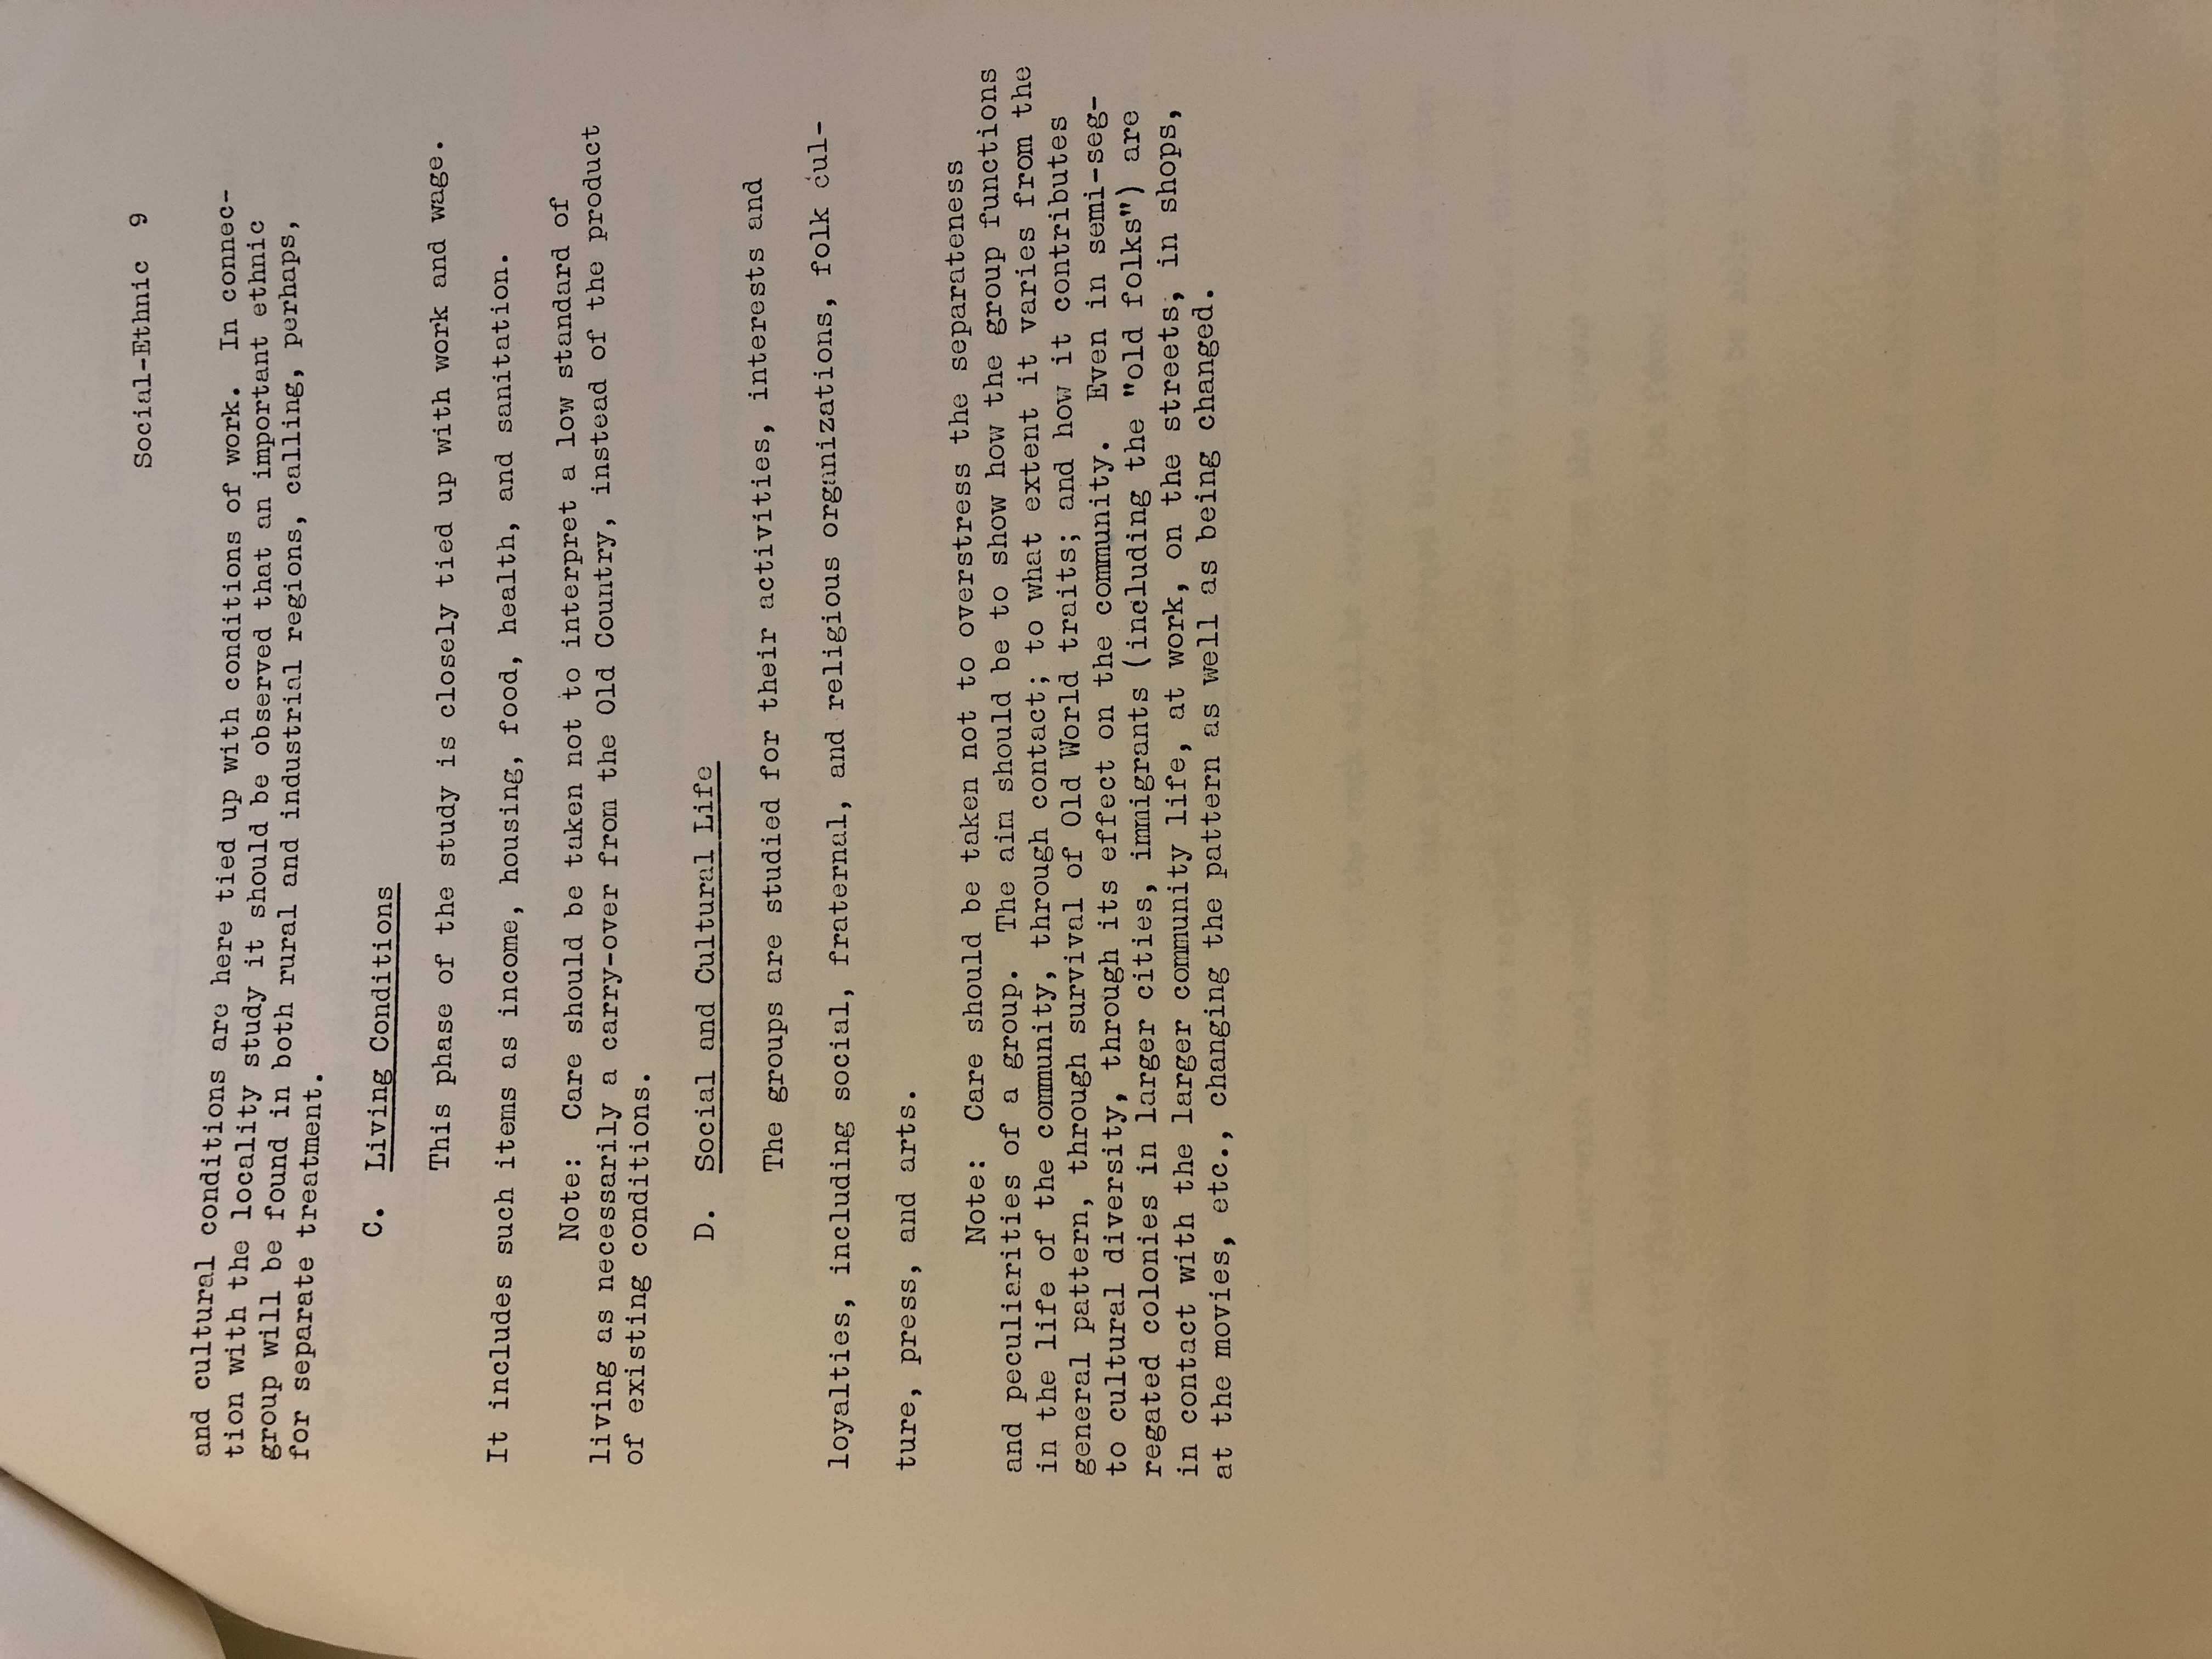 Social-Ethnic 9
and cultural conditions are here tied up with conditions of work. In connec-
tion with the locality study it should be observed that an important ethnic
group will be found in both rural and industrial regions, calling, perhaps,
for separate treatment.
C. Living Conditions
This phase of the study is closely tied up with work and wage.
It includes such items as income, housing, food, health, and sanitation.
Note: Care should be taken not to interpret a low standard of
living as necessarily a carry-over from the Old Country, instead of the product
of existing conditions.
D. Social and Cultural Life
The groups are studied for their activities, interests and
loyalties, including social, fraternal, and religious organizations, folk cul-
ture, press, and arts.
Note: Care should be taken not to overstress the separateness
and peculiarities of a group. The aim should be to show how the group functions
in the life of the community, through contact; to what extent it varies from the
general pattern, through survival of Old World traits; and how it contributes
to cultural diversity, through its effect on the community. Even in semi-seg-
regated colonies in larger cities, immigrants (including the "old folks") are
in contact with the larger community life, at work, on the streets, in shops,
at the movies, etc., changing the pattern as well as being changed.